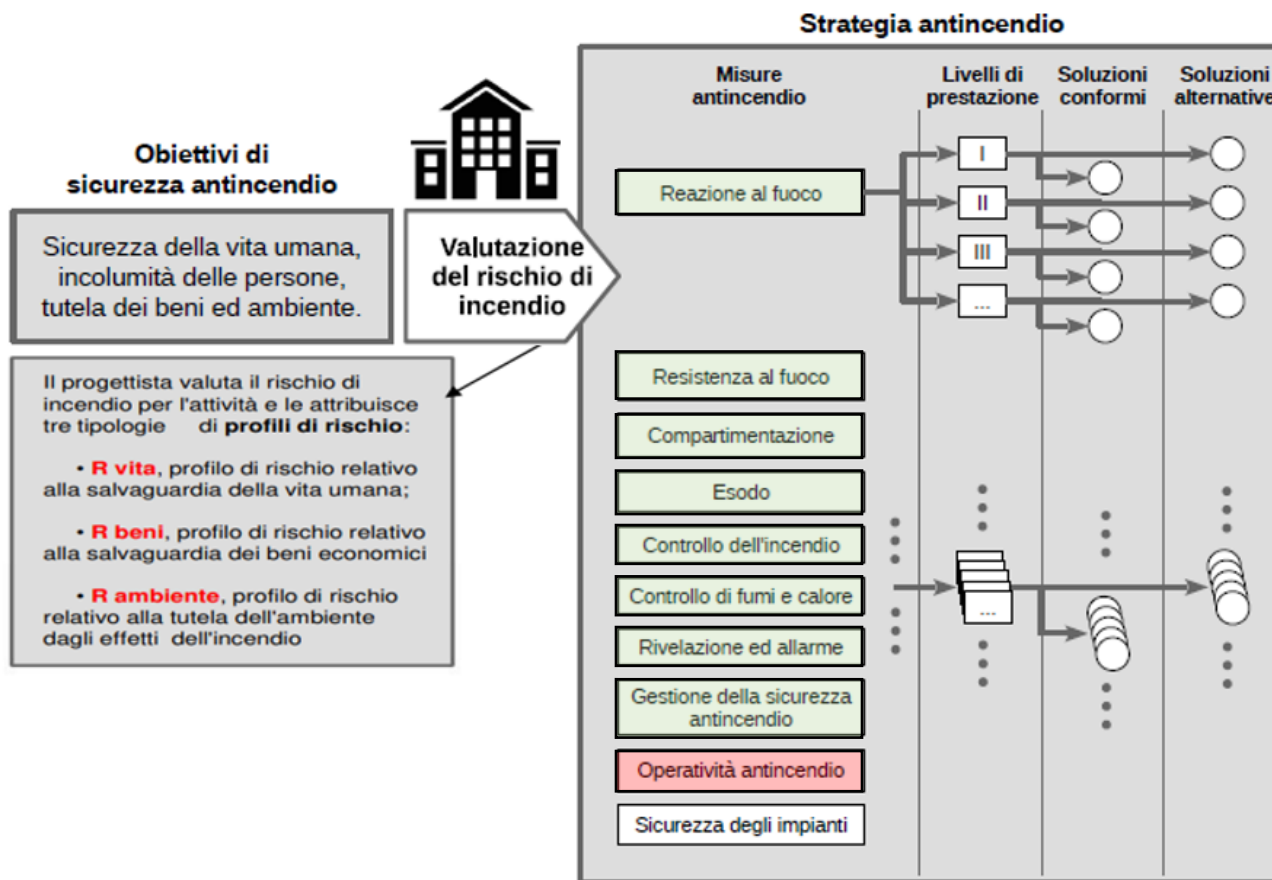 Strategia antincendio
Obiettivi di
sicurezza antincendio
Sicurezza della vita umana,
incolumità delle persone,
tutela dei beni ed ambiente.
Valutazione
del rischio di
incendio
Il progettista valuta il rischio di
incendio per l'attività e le attribuisce
tre tipologie di profili di rischio:
• R vita, profilo di rischio relativo
alla salvaguardia della vita umana;
• R beni, profilo di rischio relativo
alla salvaguardia dei beni economici
• R ambiente, profilo di rischio
relativo alla tutela dell'ambiente
dagli effetti dell'incendio
Misure
antincendio
Livelli di
prestazione
Soluzioni
conformi
Soluzioni
alternative
Reazione al fuoco
I
II
III
...
Resistenza al fuoco
Compartimentazione
Esodo
Controllo dell'incendio
Controllo di fumi e calore
...
Rivelazione ed allarme
Gestione della sicurezza
antincendio
Operatività antincendio
Sicurezza degli impianti